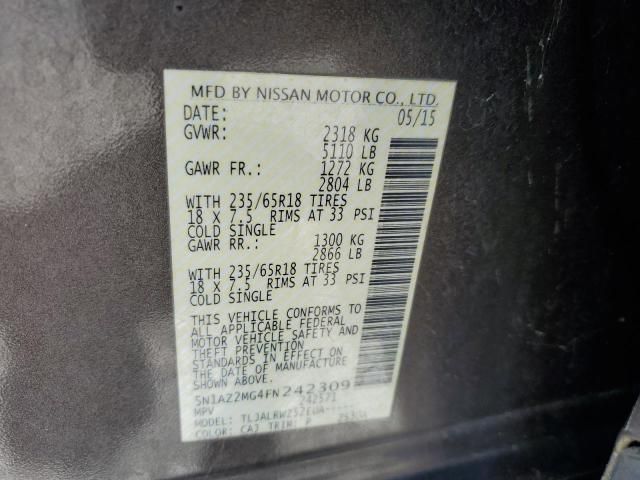 MFD BY NISSAN MOTOR CO., LTD.
DATE: 05/15
GVWR: 2318 KG
5110 LB
GAWR FR.: 1272 KG
2804 LB
WITH 235/65R18 TIRES
18 X 7.5 RIMS AT 33 PSI
COLD SINGLE
GAWR RR.: 1300 KG
2866 LB
WITH 235/65R18 TIRES
18 X 7.5 RIMS AT 33 PSI
COLD SINGLE
THIS VEHICLE CONFORMS TO
ALL APPLICABLE FEDERAL
MOTOR VEHICLE SAFETY AND
THEFT PREVENTION
STANDARDS IN EFFECT ON
THE DATE OF MANUFACTURE
SHOWN ABOVE.
5N1AZ2MG4FN242309
MPV 242571
MODEL:
COLOR: CAJ TRIM: P